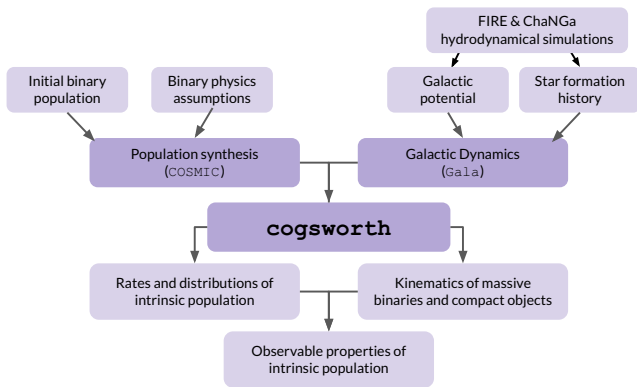 FIRE & ChaNGa
hydrodynamical simulations
Initial binary
population
Binary physics
assumptions
Galactic
potential
Star formation
history
Population synthesis
(COSMIC)
Galactic Dynamics
(Gala)
cogsworth
Rates and distributions of
intrinsic population
Kinematics of massive
binaries and compact objects
Observable properties of
intrinsic population